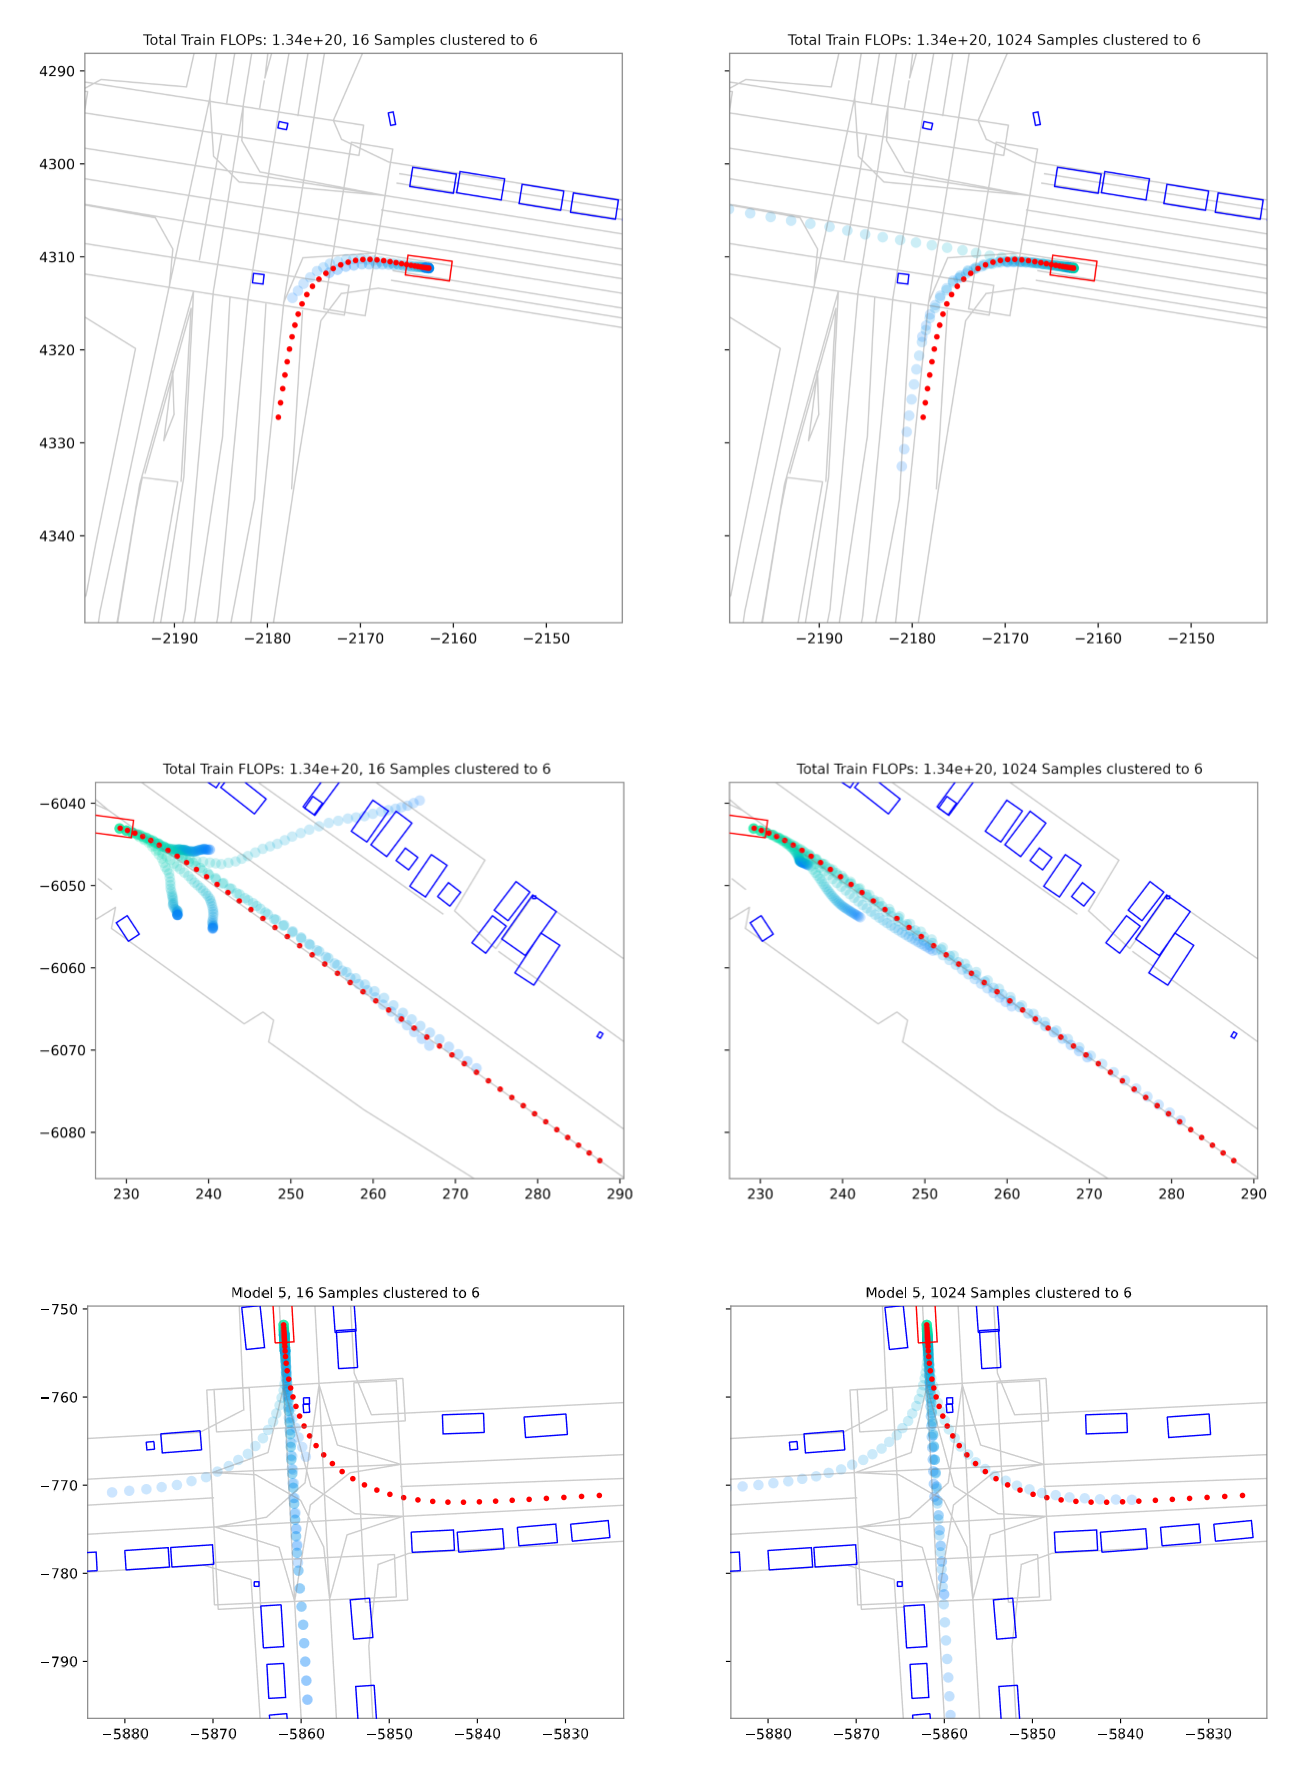 Total Train FLOPs: 1.34e+20, 16 Samples clustered to 6
4290
4300
4310
4320
4330
4340
−2190 −2180 −2170 −2160 −2150
Total Train FLOPs: 1.34e+20, 1024 Samples clustered to 6
−2190 −2180 −2170 −2160 −2150
Total Train FLOPs: 1.34e+20, 16 Samples clustered to 6
−6040
−6050
−6060
−6070
−6080
230 240 250 260 270 280 290
Total Train FLOPs: 1.34e+20, 1024 Samples clustered to 6
230 240 250 260 270 280 290
Model 5, 16 Samples clustered to 6
−750
−760
−770
−780
−790
−5880 −5870 −5860 −5850 −5840 −5830
Model 5, 1024 Samples clustered to 6
−5880 −5870 −5860 −5850 −5840 −5830